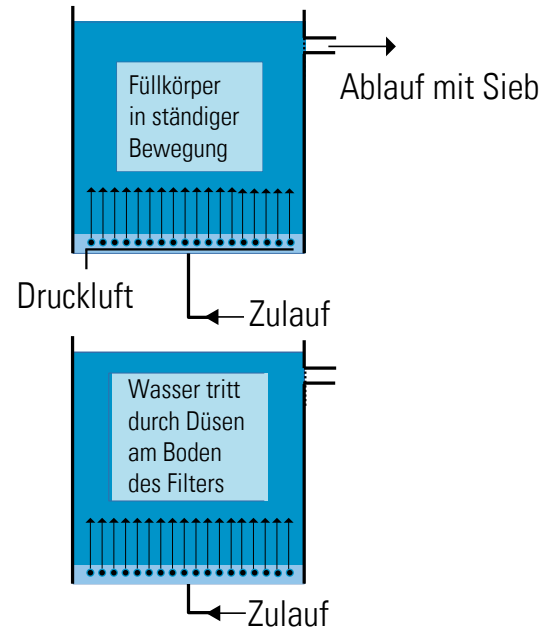 Füllkörper
in ständiger
Bewegung
Ablauf mit Sieb
Druckluft
Zulauf
Wasser tritt
durch Düsen
am Boden
des Filters
Zulauf